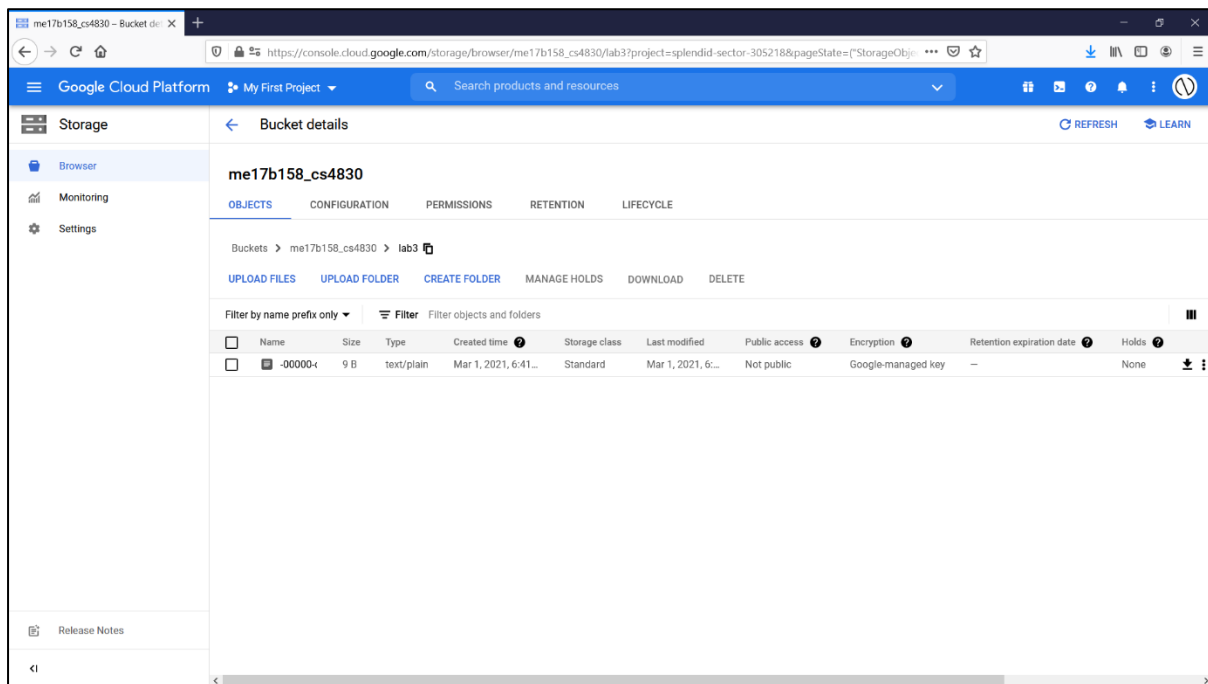 me17b158_cs4830 – Bucket det
https://console.cloud.google.com/storage/browser/me17b158_cs4830/lab3?project=splendid-sector-305218&pageState=("StorageObje
Google Cloud Platform My First Project Search products and resources
Storage Bucket details REFRESH LEARN
Browser
Monitoring
Settings
me17b158_cs4830
OBJECTS CONFIGURATION PERMISSIONS RETENTION LIFECYCLE
Buckets > me17b158_cs4830 > lab3
UPLOAD FILES UPLOAD FOLDER CREATE FOLDER MANAGE HOLDS DOWNLOAD DELETE
Filter by name prefix only Filter Filter objects and folders
Name Size Type Created time Storage class Last modified Public access Encryption Retention expiration date Holds
-00000- 9 B text/plain Mar 1, 2021, 6:41... Standard Mar 1, 2021, 6:... Not public Google-managed key — None
Release Notes